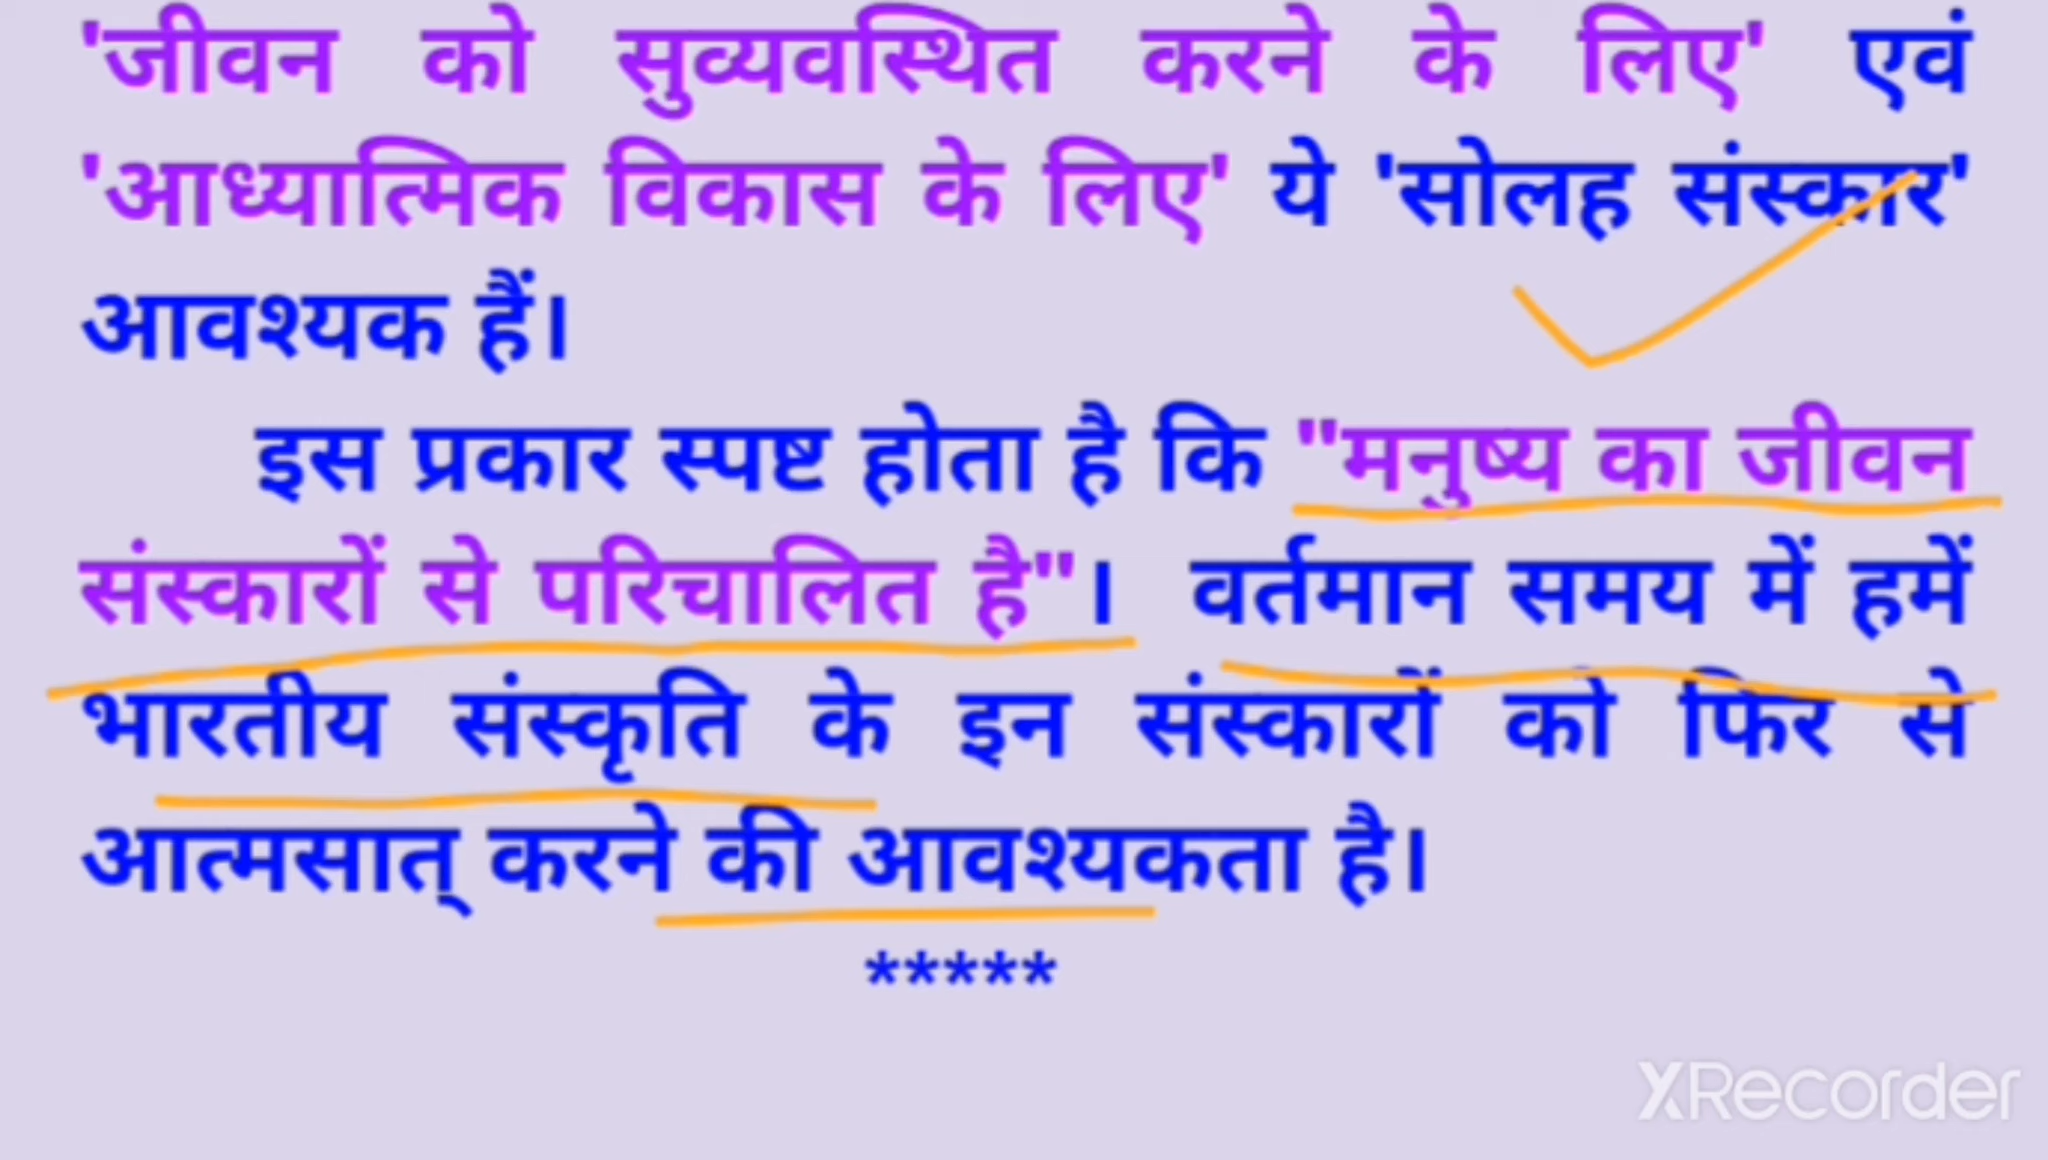 'जीवन को सुव्यवस्थित करने के लिए' एवं
'आध्यात्मिक विकास के लिए' ये 'सोलह संस्कार'
आवश्यक हैं।
इस प्रकार स्पष्ट होता है कि "मनुष्य का जीवन
संस्कारों से परिचालित है"। वर्तमान समय में हमें
भारतीय संस्कृति के इन संस्कारों को फिर से
आत्मसात् करने की आवश्यकता है।
*****
XRecorder